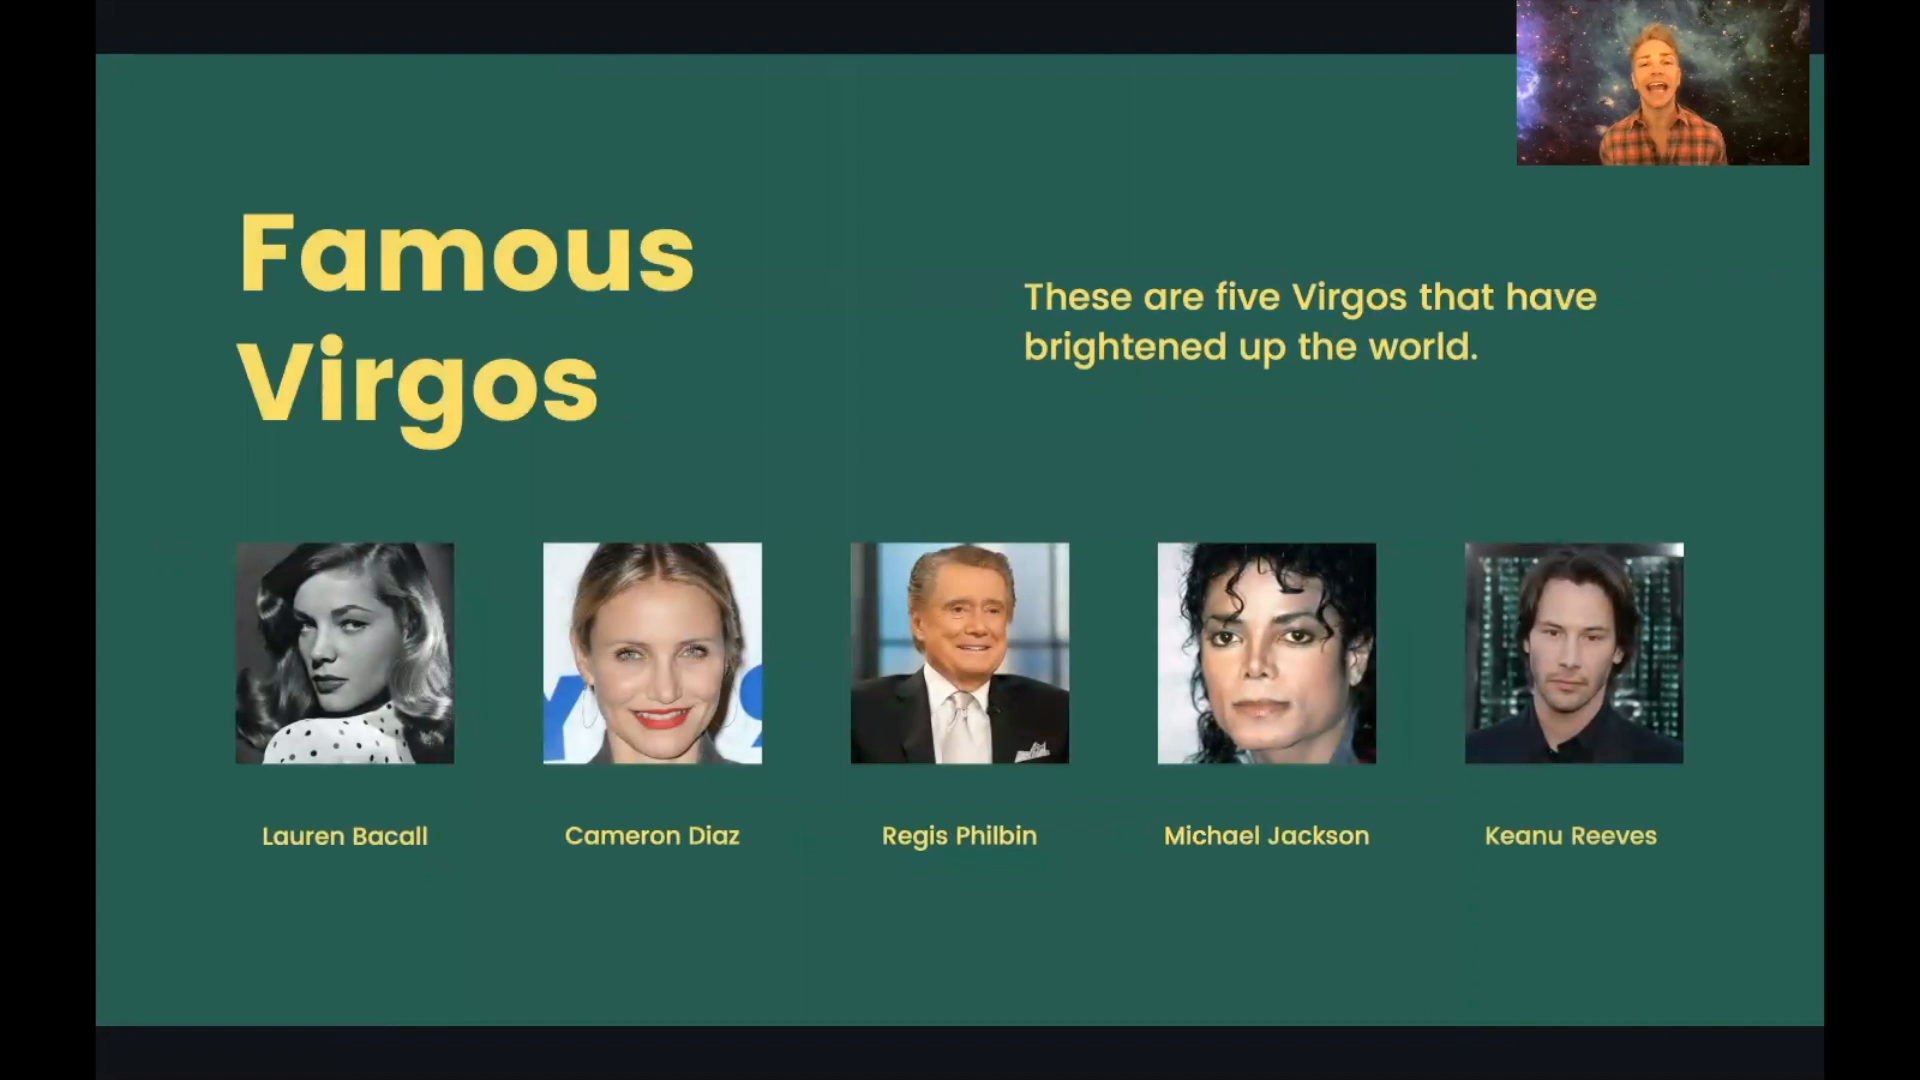 Famous
Virgos
These are five Virgos that have
brightened up the world.
Lauren Bacall
Cameron Diaz
Regis Philbin
Michael Jackson
Keanu Reeves